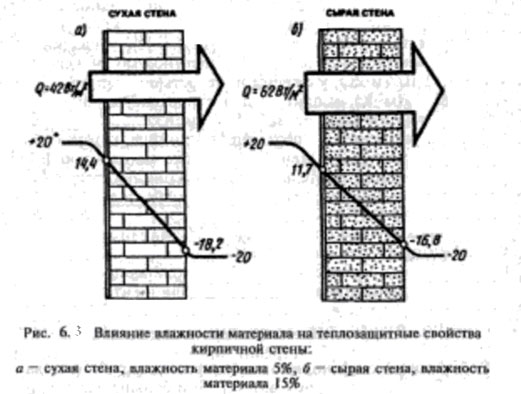 СУХАЯ СТЕНА
СЫРАЯ СТЕНА
а)
б)
Q=42Вт/м²
Q=62Вт/м²
+20°
+20
14,4
11,7
-18,2
-16,8
-20
-20
Рис. 6. 3 Влияние влажности материала на теплозащитные свойства
кирпичной стены:
а — сухая стена, влажность материала 5%, б — сырая стена, влажность
материала 15%